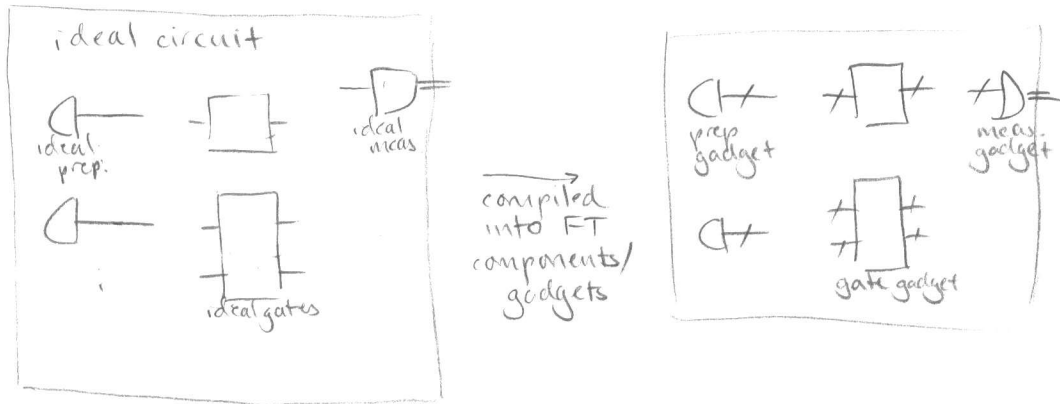 ideal circuit
ideal
prep.
ideal
meas
ideal gates
compiled
into FT
components/
gadgets
prep
gadget
meas.
gadget
gate gadget